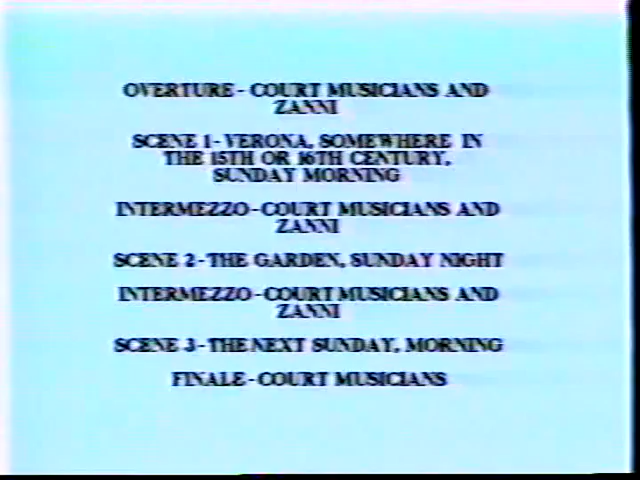 OVERTURE - COURT MUSICIANS AND
ZANNI
SCENE 1 - VERONA, SOMEWHERE IN
THE 15TH OR 16TH CENTURY,
SUNDAY MORNING
INTERMEZZO - COURT MUSICIANS AND
ZANNI
SCENE 2 - THE GARDEN, SUNDAY NIGHT
INTERMEZZO - COURT MUSICIANS AND
ZANNI
SCENE 3 - THE NEXT SUNDAY, MORNING
FINALE - COURT MUSICIANS